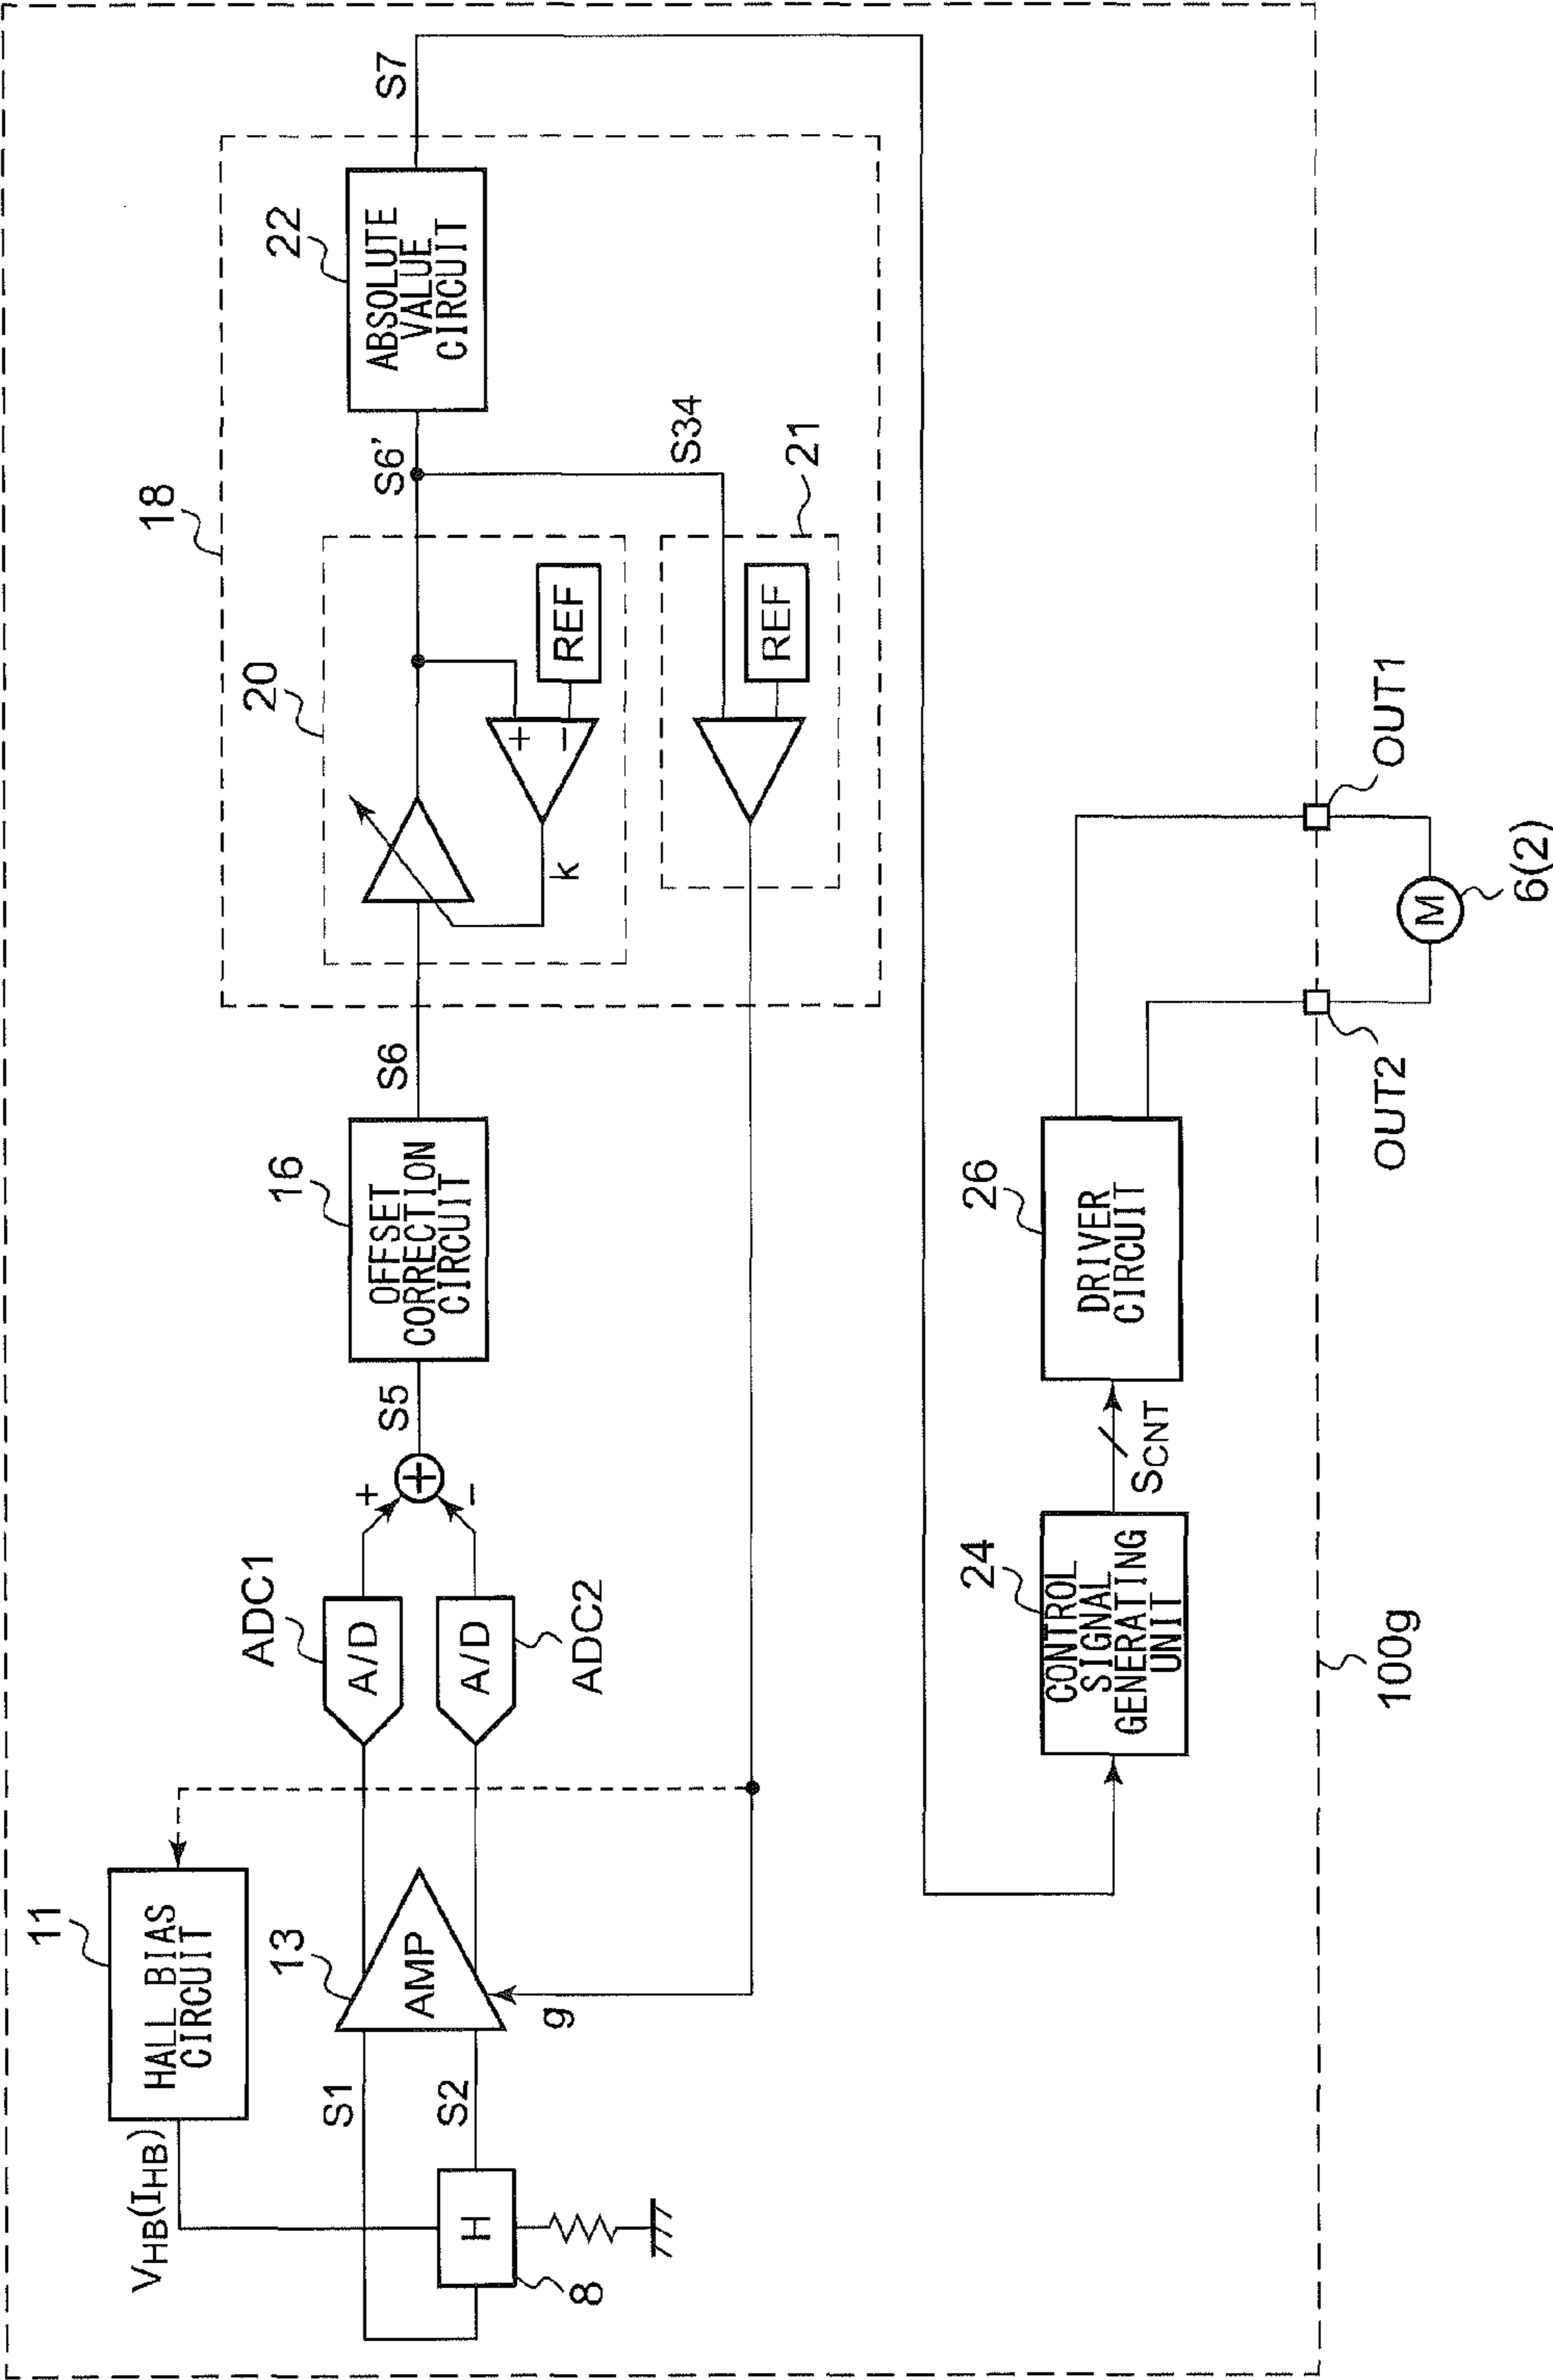 100g
11
HALL BIAS
CIRCUIT
VHB(IHB)
8
H
S1
S2
13
AMP
g
ADC1
A/D
ADC2
A/D
+
−
+
S5
16
OFFSET
CORRECTION
CIRCUIT
S6
18
20
k
+
−
REF
S6'
S34
21
REF
22
ABSOLUTE
VALUE
CIRCUIT
S7
24
CONTROL
SIGNAL
GENERATING
UNIT
SCNT
26
DRIVER
CIRCUIT
OUT1
OUT2
M
6(2)